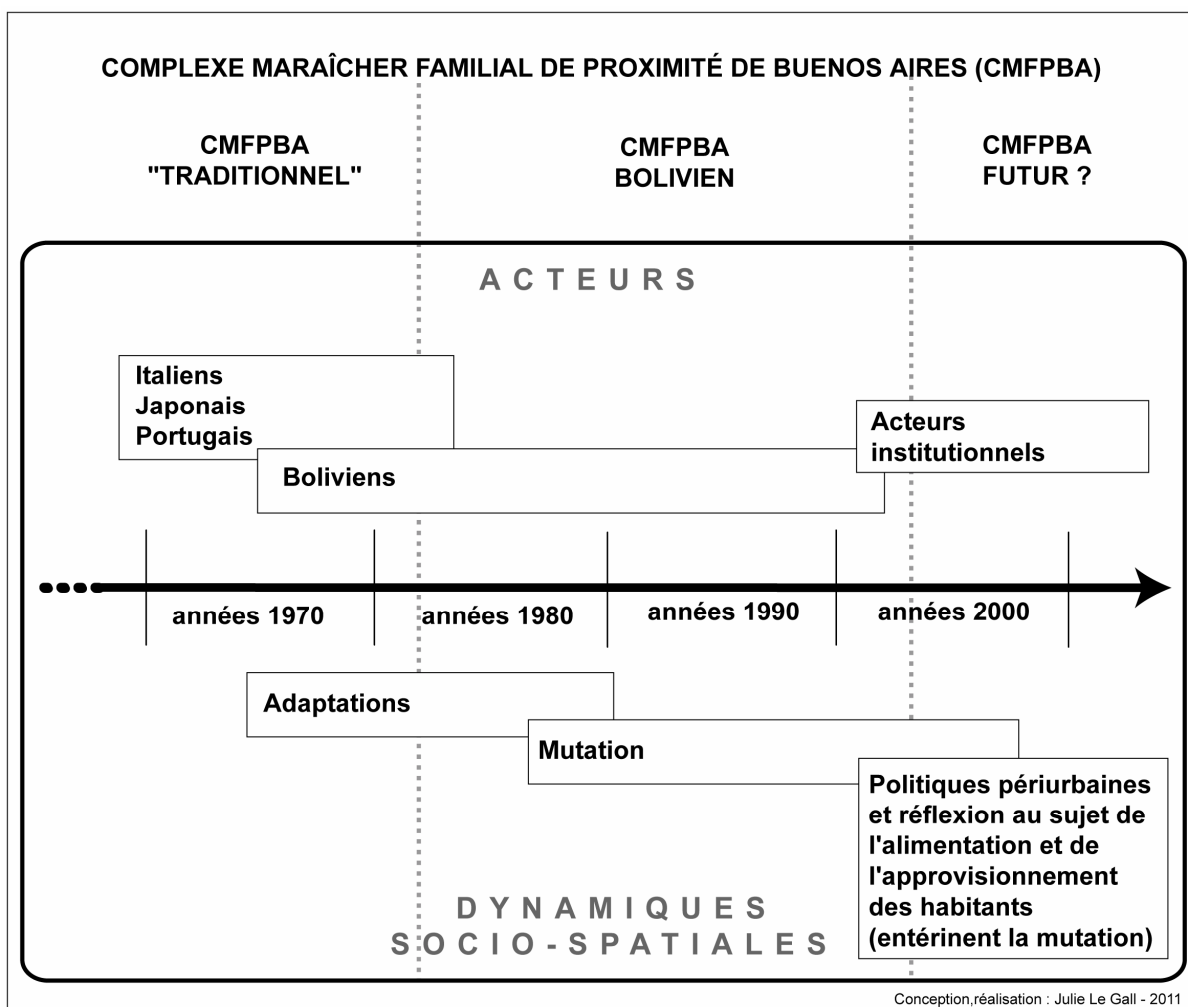 COMPLEXE MARAÎCHER FAMILIAL DE PROXIMITÉ DE BUENOS AIRES (CMFPBA)
CMFPBA
"TRADITIONNEL"
CMFPBA
BOLIVIEN
CMFPBA
FUTUR ?
ACTEURS
Italiens
Japonais
Portugais
Boliviens
Acteurs
institutionnels
années 1970
années 1980
années 1990
années 2000
Adaptations
Mutation
Politiques périurbaines
et réflexion au sujet de
l'alimentation et de
l'approvisionnement
des habitants
(entérinent la mutation)
DYNAMIQUES
SOCIO-SPATIALES
Conception,réalisation : Julie Le Gall - 2011